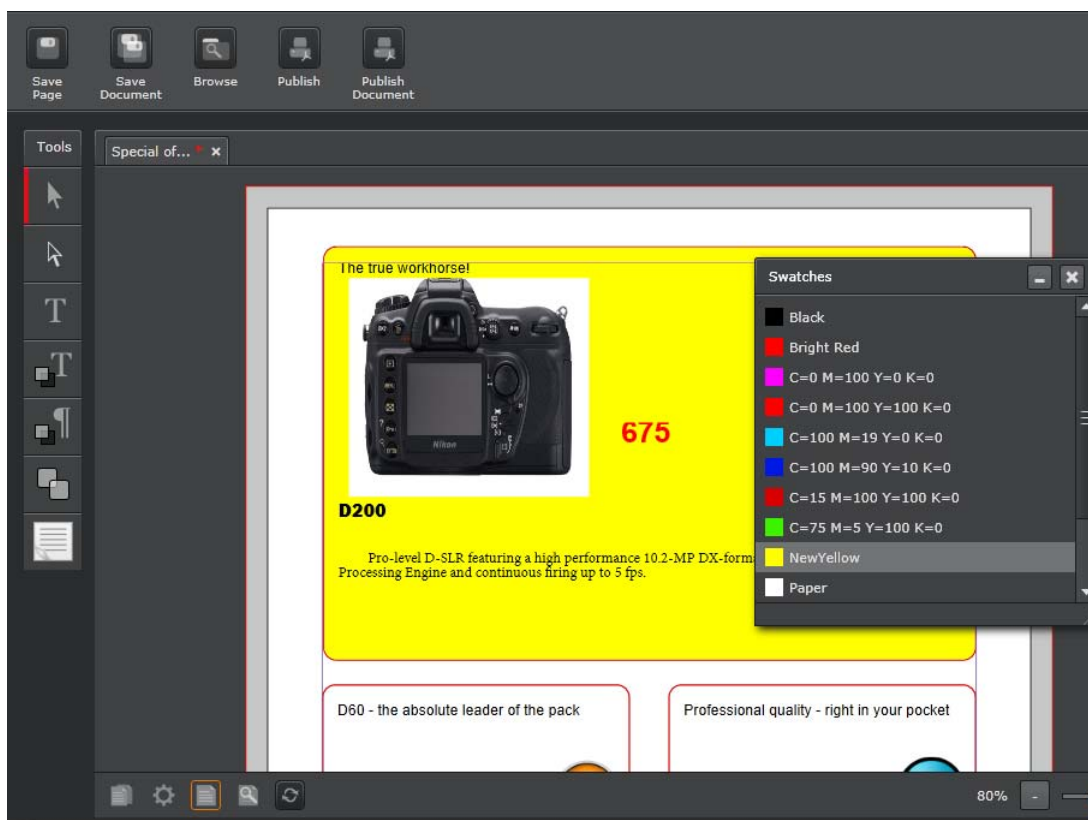 Save
Page
Save
Document
Browse
Publish
Publish
Document
Tools
Special of... * ×
T
T
¶
The true workhorse!
Nikon
675
D200
Pro-level D-SLR featuring a high performance 10.2-MP DX-forma
Processing Engine and continuous firing up to 5 fps.
Swatches
Black
Bright Red
C=0 M=100 Y=0 K=0
C=0 M=100 Y=100 K=0
C=100 M=19 Y=0 K=0
C=100 M=90 Y=10 K=0
C=15 M=100 Y=100 K=0
C=75 M=5 Y=100 K=0
NewYellow
Paper
D60 - the absolute leader of the pack
Professional quality - right in your pocket
80% -